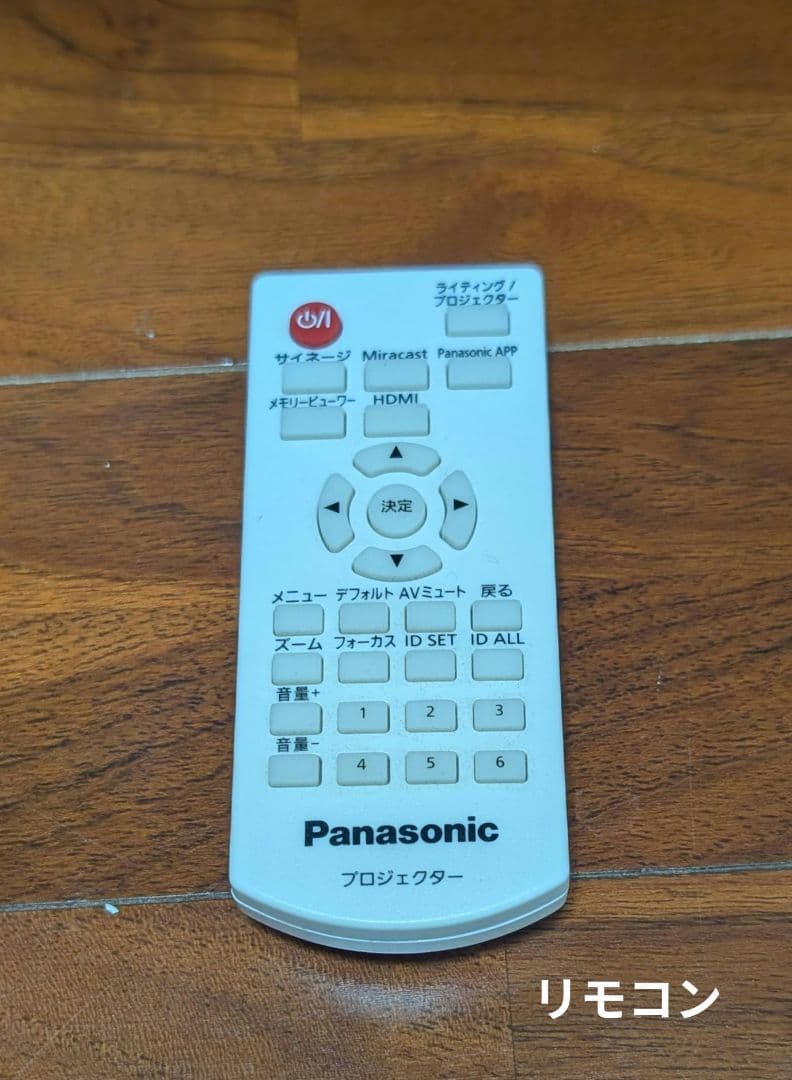 ライティング/
プロジェクター
⏻/I
サイネージ Miracast Panasonic APP
メモリービューワー HDMI
▲
◀ 決定 ▶
▼
メニュー デフォルト AVミュート 戻る
ズーム フォーカス ID SET ID ALL
音量+
1 2 3
音量-
4 5 6
Panasonic
プロジェクター
リモコン